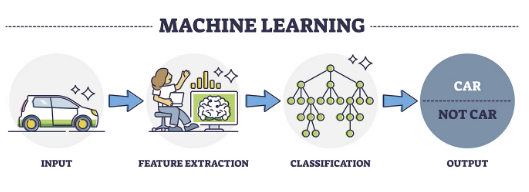 MACHINE LEARNING
CAR
NOT CAR
INPUT
FEATURE EXTRACTION
CLASSIFICATION
OUTPUT